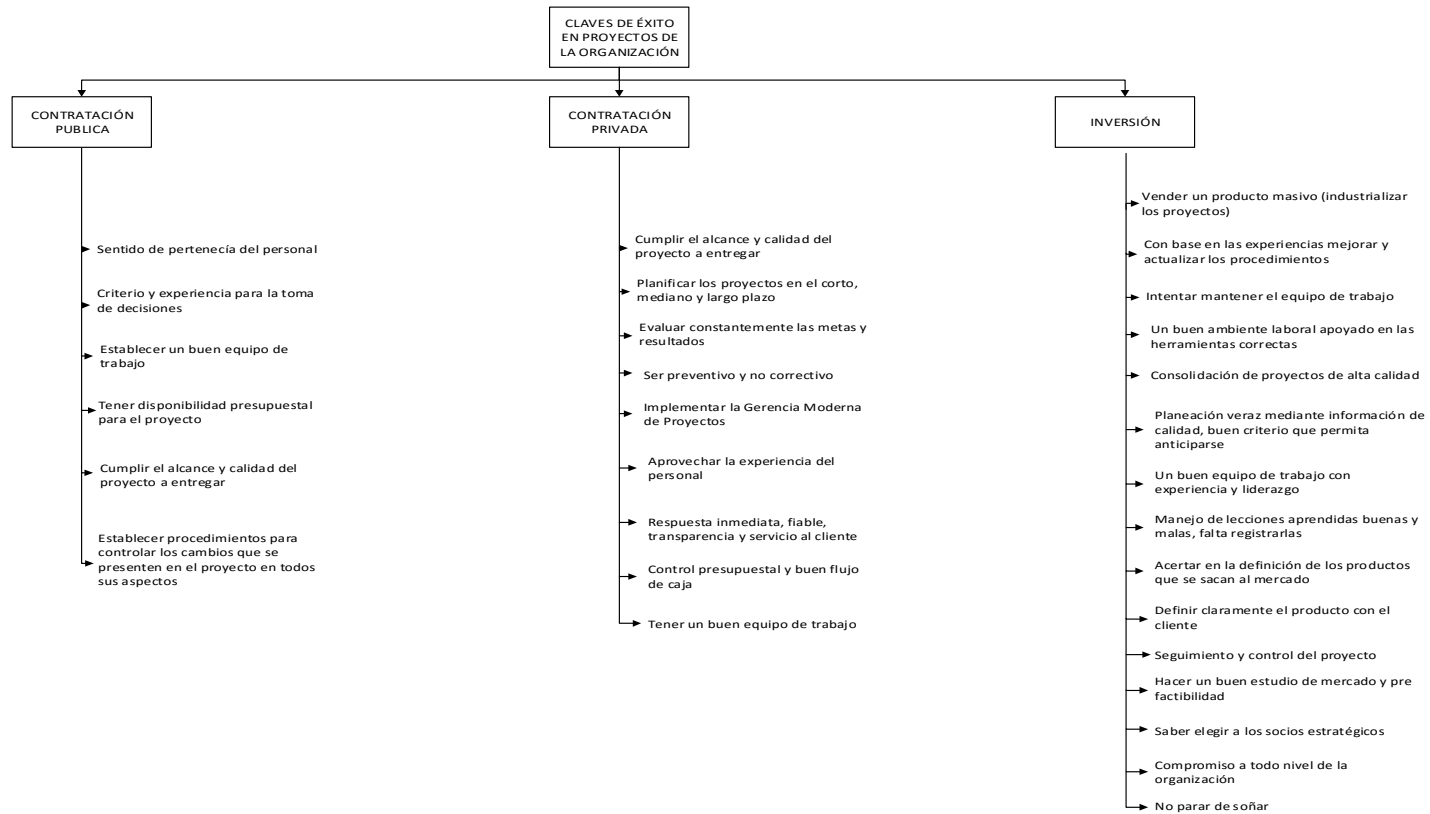 CLAVES DE ÉXITO
EN PROYECTOS DE
LA ORGANIZACIÓN
CONTRATACIÓN
PUBLICA
CONTRATACIÓN
PRIVADA
INVERSIÓN
Sentido de pertenecía del personal
Criterio y experiencia para la toma
de decisiones
Establecer un buen equipo de
trabajo
Tener disponibilidad presupuestal
para el proyecto
Cumplir el alcance y calidad del
proyecto a entregar
Establecer procedimientos para
controlar los cambios que se
presenten en el proyecto en todos
sus aspectos
Cumplir el alcance y calidad del
proyecto a entregar
Planificar los proyectos en el corto,
mediano y largo plazo
Evaluar constantemente las metas y
resultados
Ser preventivo y no correctivo
Implementar la Gerencia Moderna
de Proyectos
Aprovechar la experiencia del
personal
Respuesta inmediata, fiable,
transparencia y servicio al cliente
Control presupuestal y buen flujo
de caja
Tener un buen equipo de trabajo
Vender un producto masivo (industrializar
los proyectos)
Con base en las experiencias mejorar y
actualizar los procedimientos
Intentar mantener el equipo de trabajo
Un buen ambiente laboral apoyado en las
herramientas correctas
Consolidación de proyectos de alta calidad
Planeación veraz mediante información de
calidad, buen criterio que permita
anticiparse
Un buen equipo de trabajo con
experiencia y liderazgo
Manejo de lecciones aprendidas buenas y
malas, falta registrarlas
Acertar en la definición de los productos
que se sacan al mercado
Definir claramente el producto con el
cliente
Seguimiento y control del proyecto
Hacer un buen estudio de mercado y pre
factibilidad
Saber elegir a los socios estratégicos
Compromiso a todo nivel de la
organización
No parar de soñar